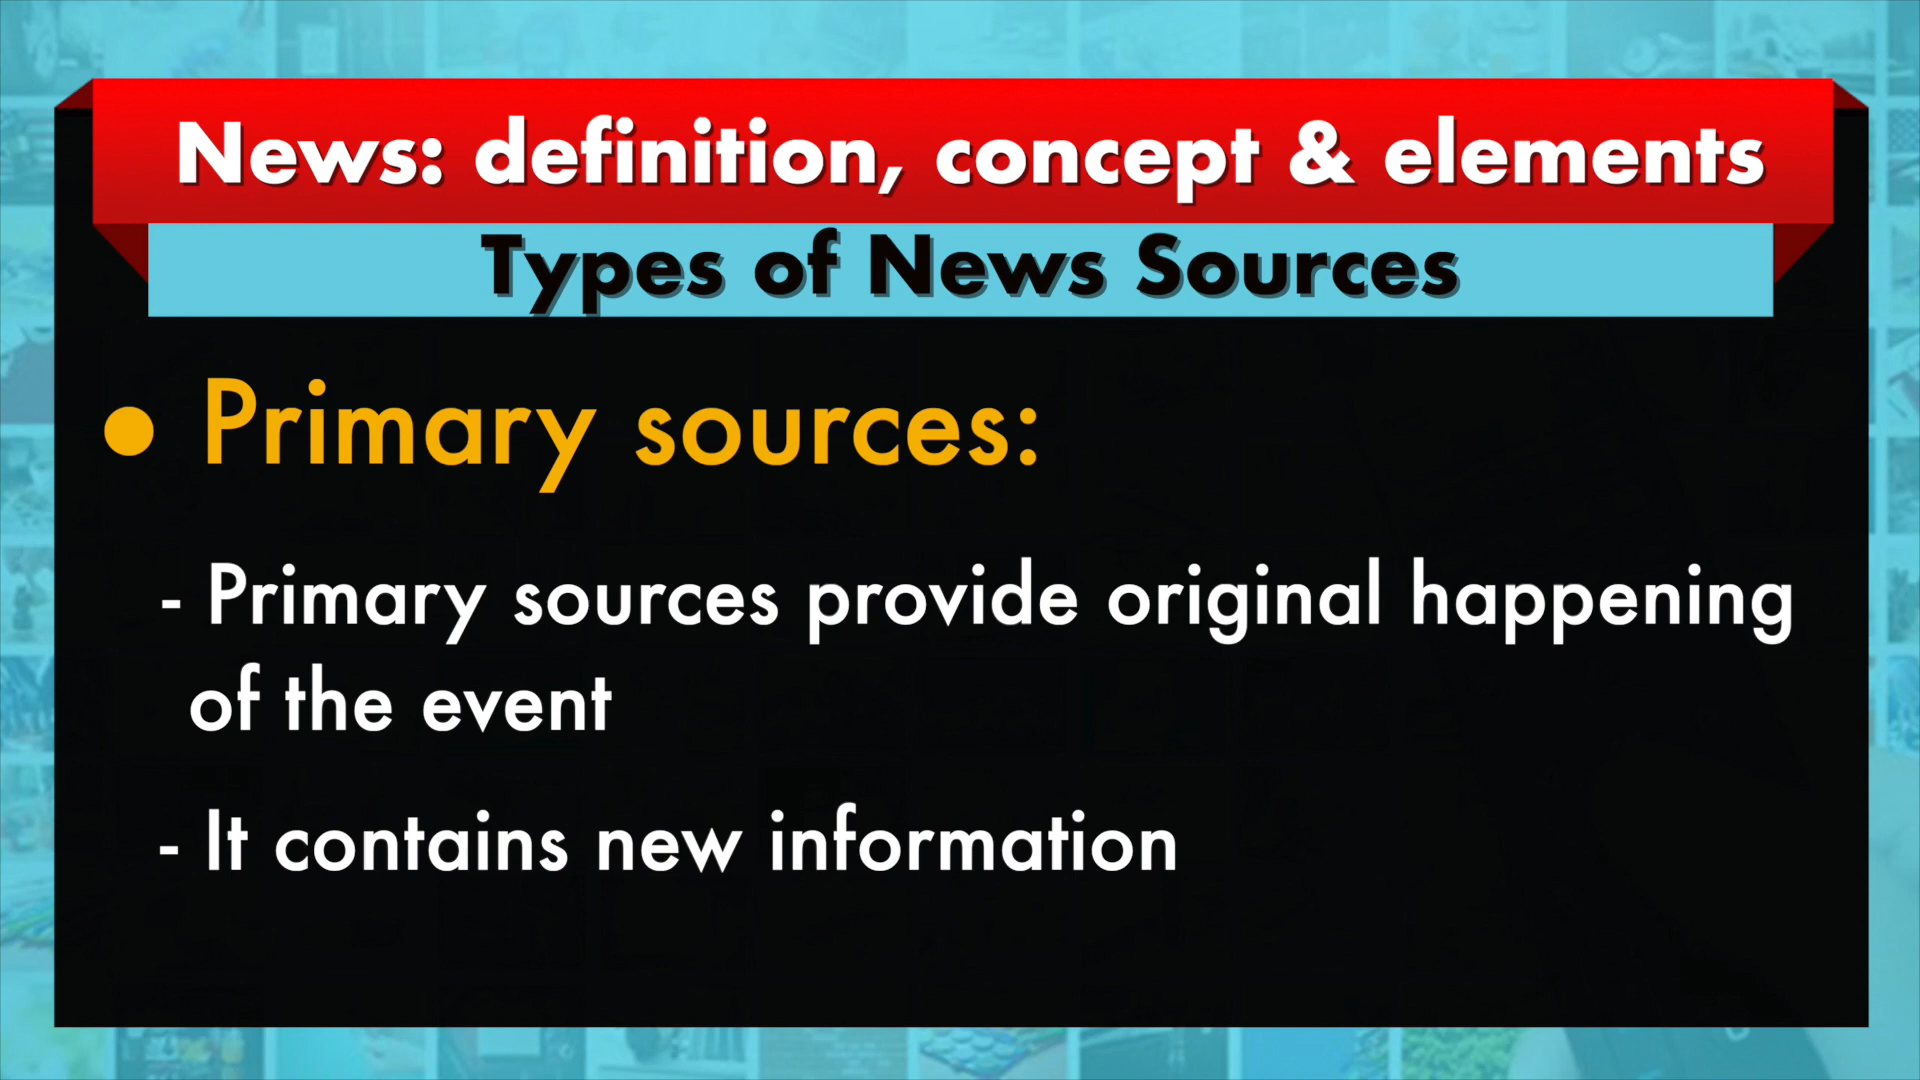 News: definition, concept & elements
Types of News Sources
● Primary sources:
- Primary sources provide original happening
of the event
- It contains new information